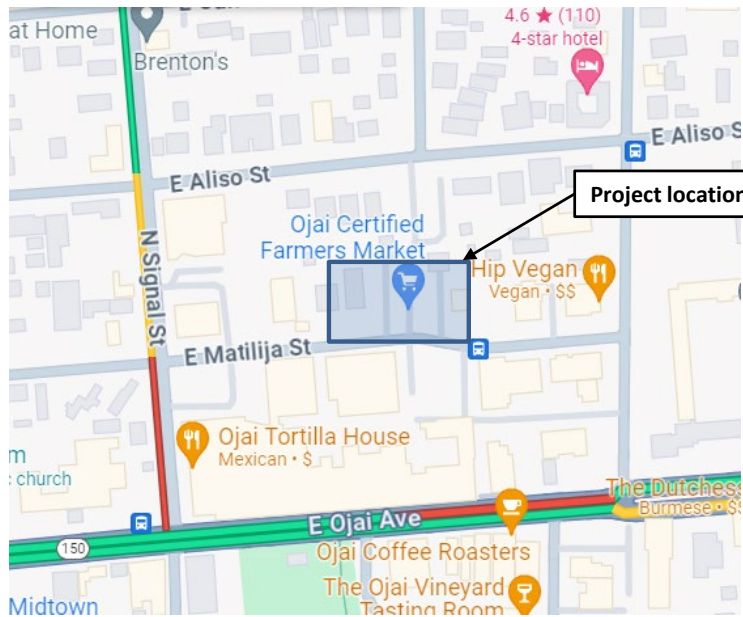 at Home
Brenton's
4.6 ★ (110)
4-star hotel
E Aliso S
E Aliso St
Project location
Ojai Certified
Farmers Market
Hip Vegan
Vegan • $$
N Signal St
E Matilija St
Ojai Tortilla House
Mexican • $
m
c church
The Dutchess
Burmese • $$
E Ojai Ave
150
Ojai Coffee Roasters
The Ojai Vineyard
Tasting Room
Midtown